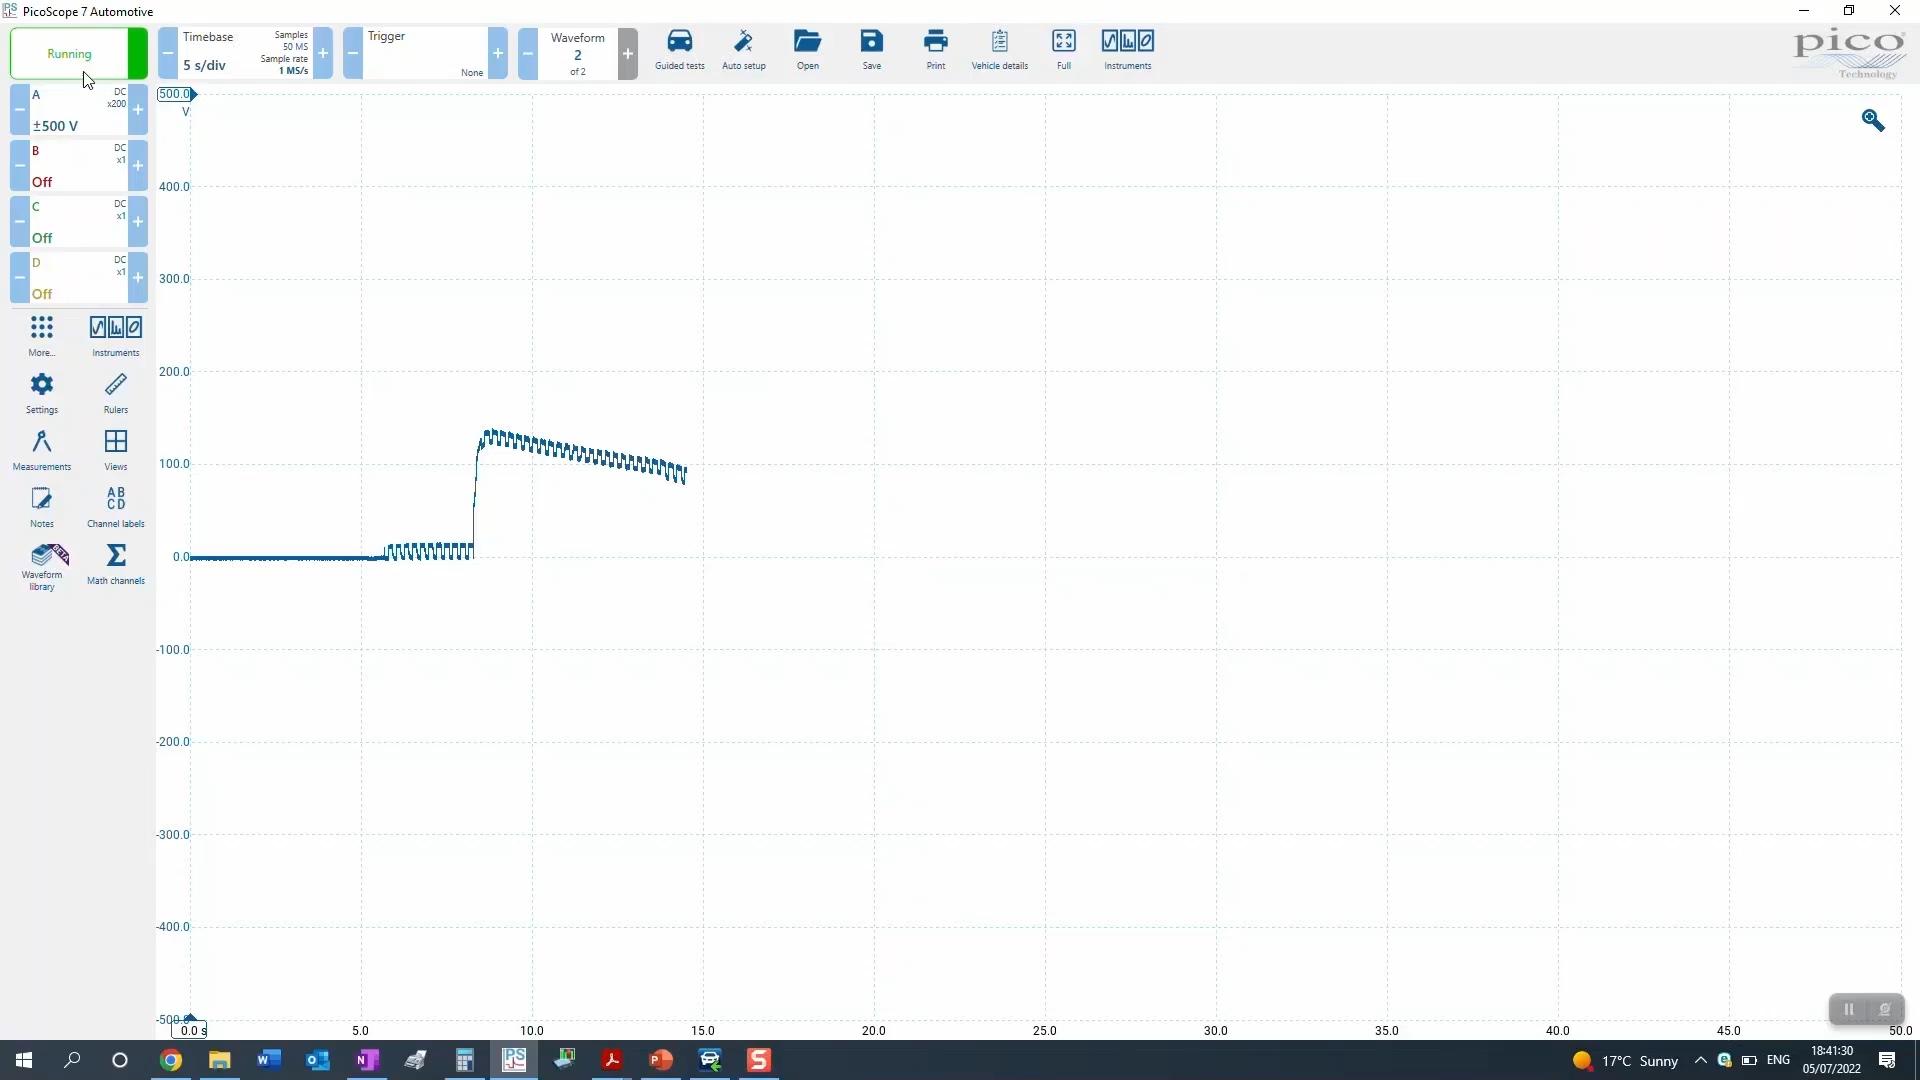 PicoScope 7 Automotive
Running
Timebase
5 s/div
Samples
50 MS
Sample rate
1 MS/s
Trigger
None
Waveform
2
of 2
Guided tests
Auto setup
Open
Save
Print
Vehicle details
Full
Instruments
pico
Technology
A
DC
x200
±500 V
B
DC
x1
Off
C
DC
x1
Off
D
DC
x1
Off
More...
Instruments
Settings
Rulers
Measurements
Views
Notes
AB
CD
Channel labels
BETA
Waveform
library
Math channels
500.0
V
400.0
300.0
200.0
100.0
0.0
-100.0
-200.0
-300.0
-400.0
-500.0
0.0 s
5.0
10.0
15.0
20.0
25.0
30.0
35.0
40.0
45.0
50.0
17°C Sunny
ENG
18:41:30
05/07/2022